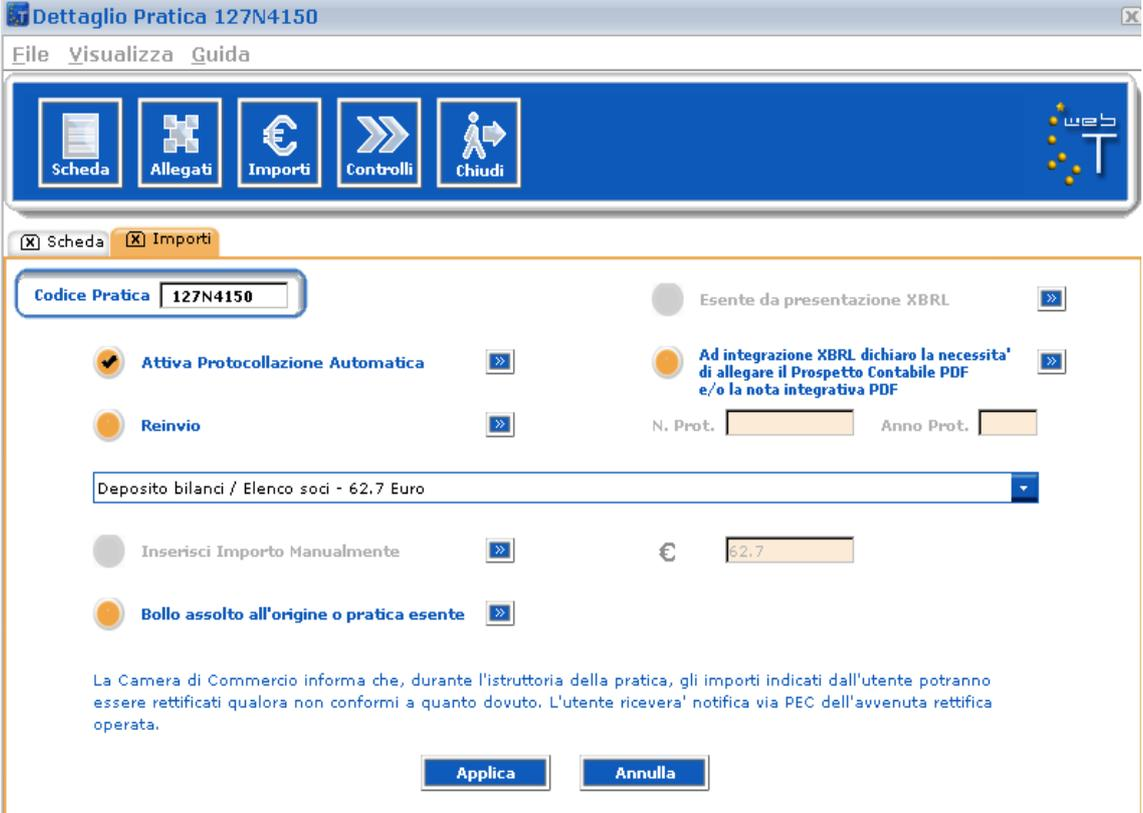 Dettaglio Pratica 127N4150
File Visualizza Guida
Scheda Allegati Importi Controlli Chiudi
web T
Scheda Importi
Codice Pratica 127N4150
Esente da presentazione XBRL
Attiva Protocollazione Automatica
Ad integrazione XBRL dichiaro la necessita'
di allegare il Prospetto Contabile PDF
e/o la nota integrativa PDF
Reinvio
N. Prot. Anno Prot.
Deposito bilanci / Elenco soci - 62.7 Euro
Inserisci Importo Manualmente € 62.7
Bollo assolto all'origine o pratica esente
La Camera di Commercio informa che, durante l'istruttoria della pratica, gli importi indicati dall'utente potranno
essere rettificati qualora non conformi a quanto dovuto. L'utente ricevera' notifica via PEC dell'avvenuta rettifica
operata.
Applica Annulla